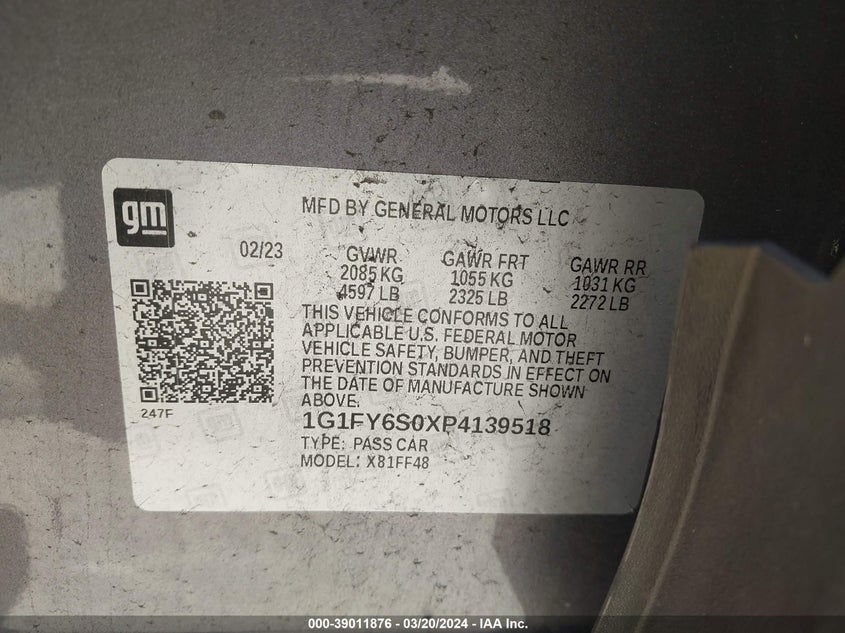 gm
MFD BY GENERAL MOTORS LLC
02/23
GVWR GAWR FRT GAWR RR
2085 KG 1055 KG 1031 KG
4597 LB 2325 LB 2272 LB
THIS VEHICLE CONFORMS TO ALL
APPLICABLE U.S. FEDERAL MOTOR
VEHICLE SAFETY, BUMPER, AND THEFT
PREVENTION STANDARDS IN EFFECT ON
THE DATE OF MANUFACTURE SHOWN
ABOVE.
247F
1G1FY6S0XP4139518
TYPE: PASS CAR
MODEL: X81FF48
000-39011876 - 03/20/2024 - IAA Inc.